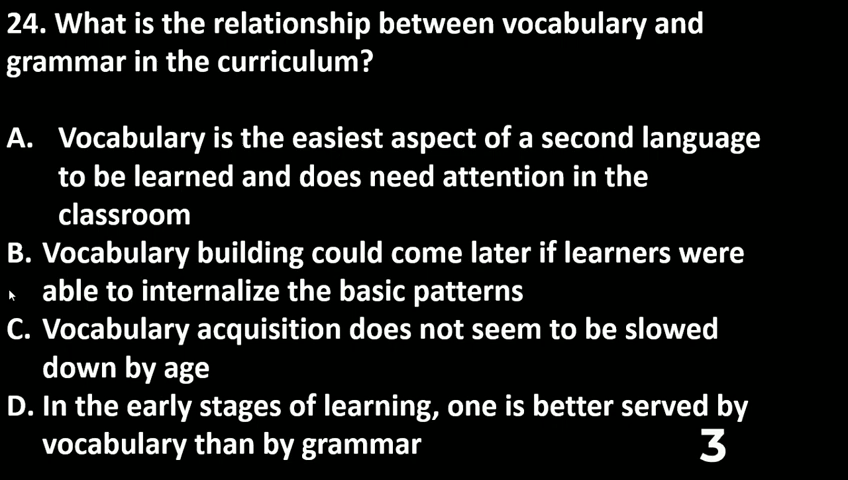 24. What is the relationship between vocabulary and
grammar in the curriculum?
A. Vocabulary is the easiest aspect of a second language
to be learned and does need attention in the
classroom
B. Vocabulary building could come later if learners were
able to internalize the basic patterns
C. Vocabulary acquisition does not seem to be slowed
down by age
D. In the early stages of learning, one is better served by
vocabulary than by grammar
3